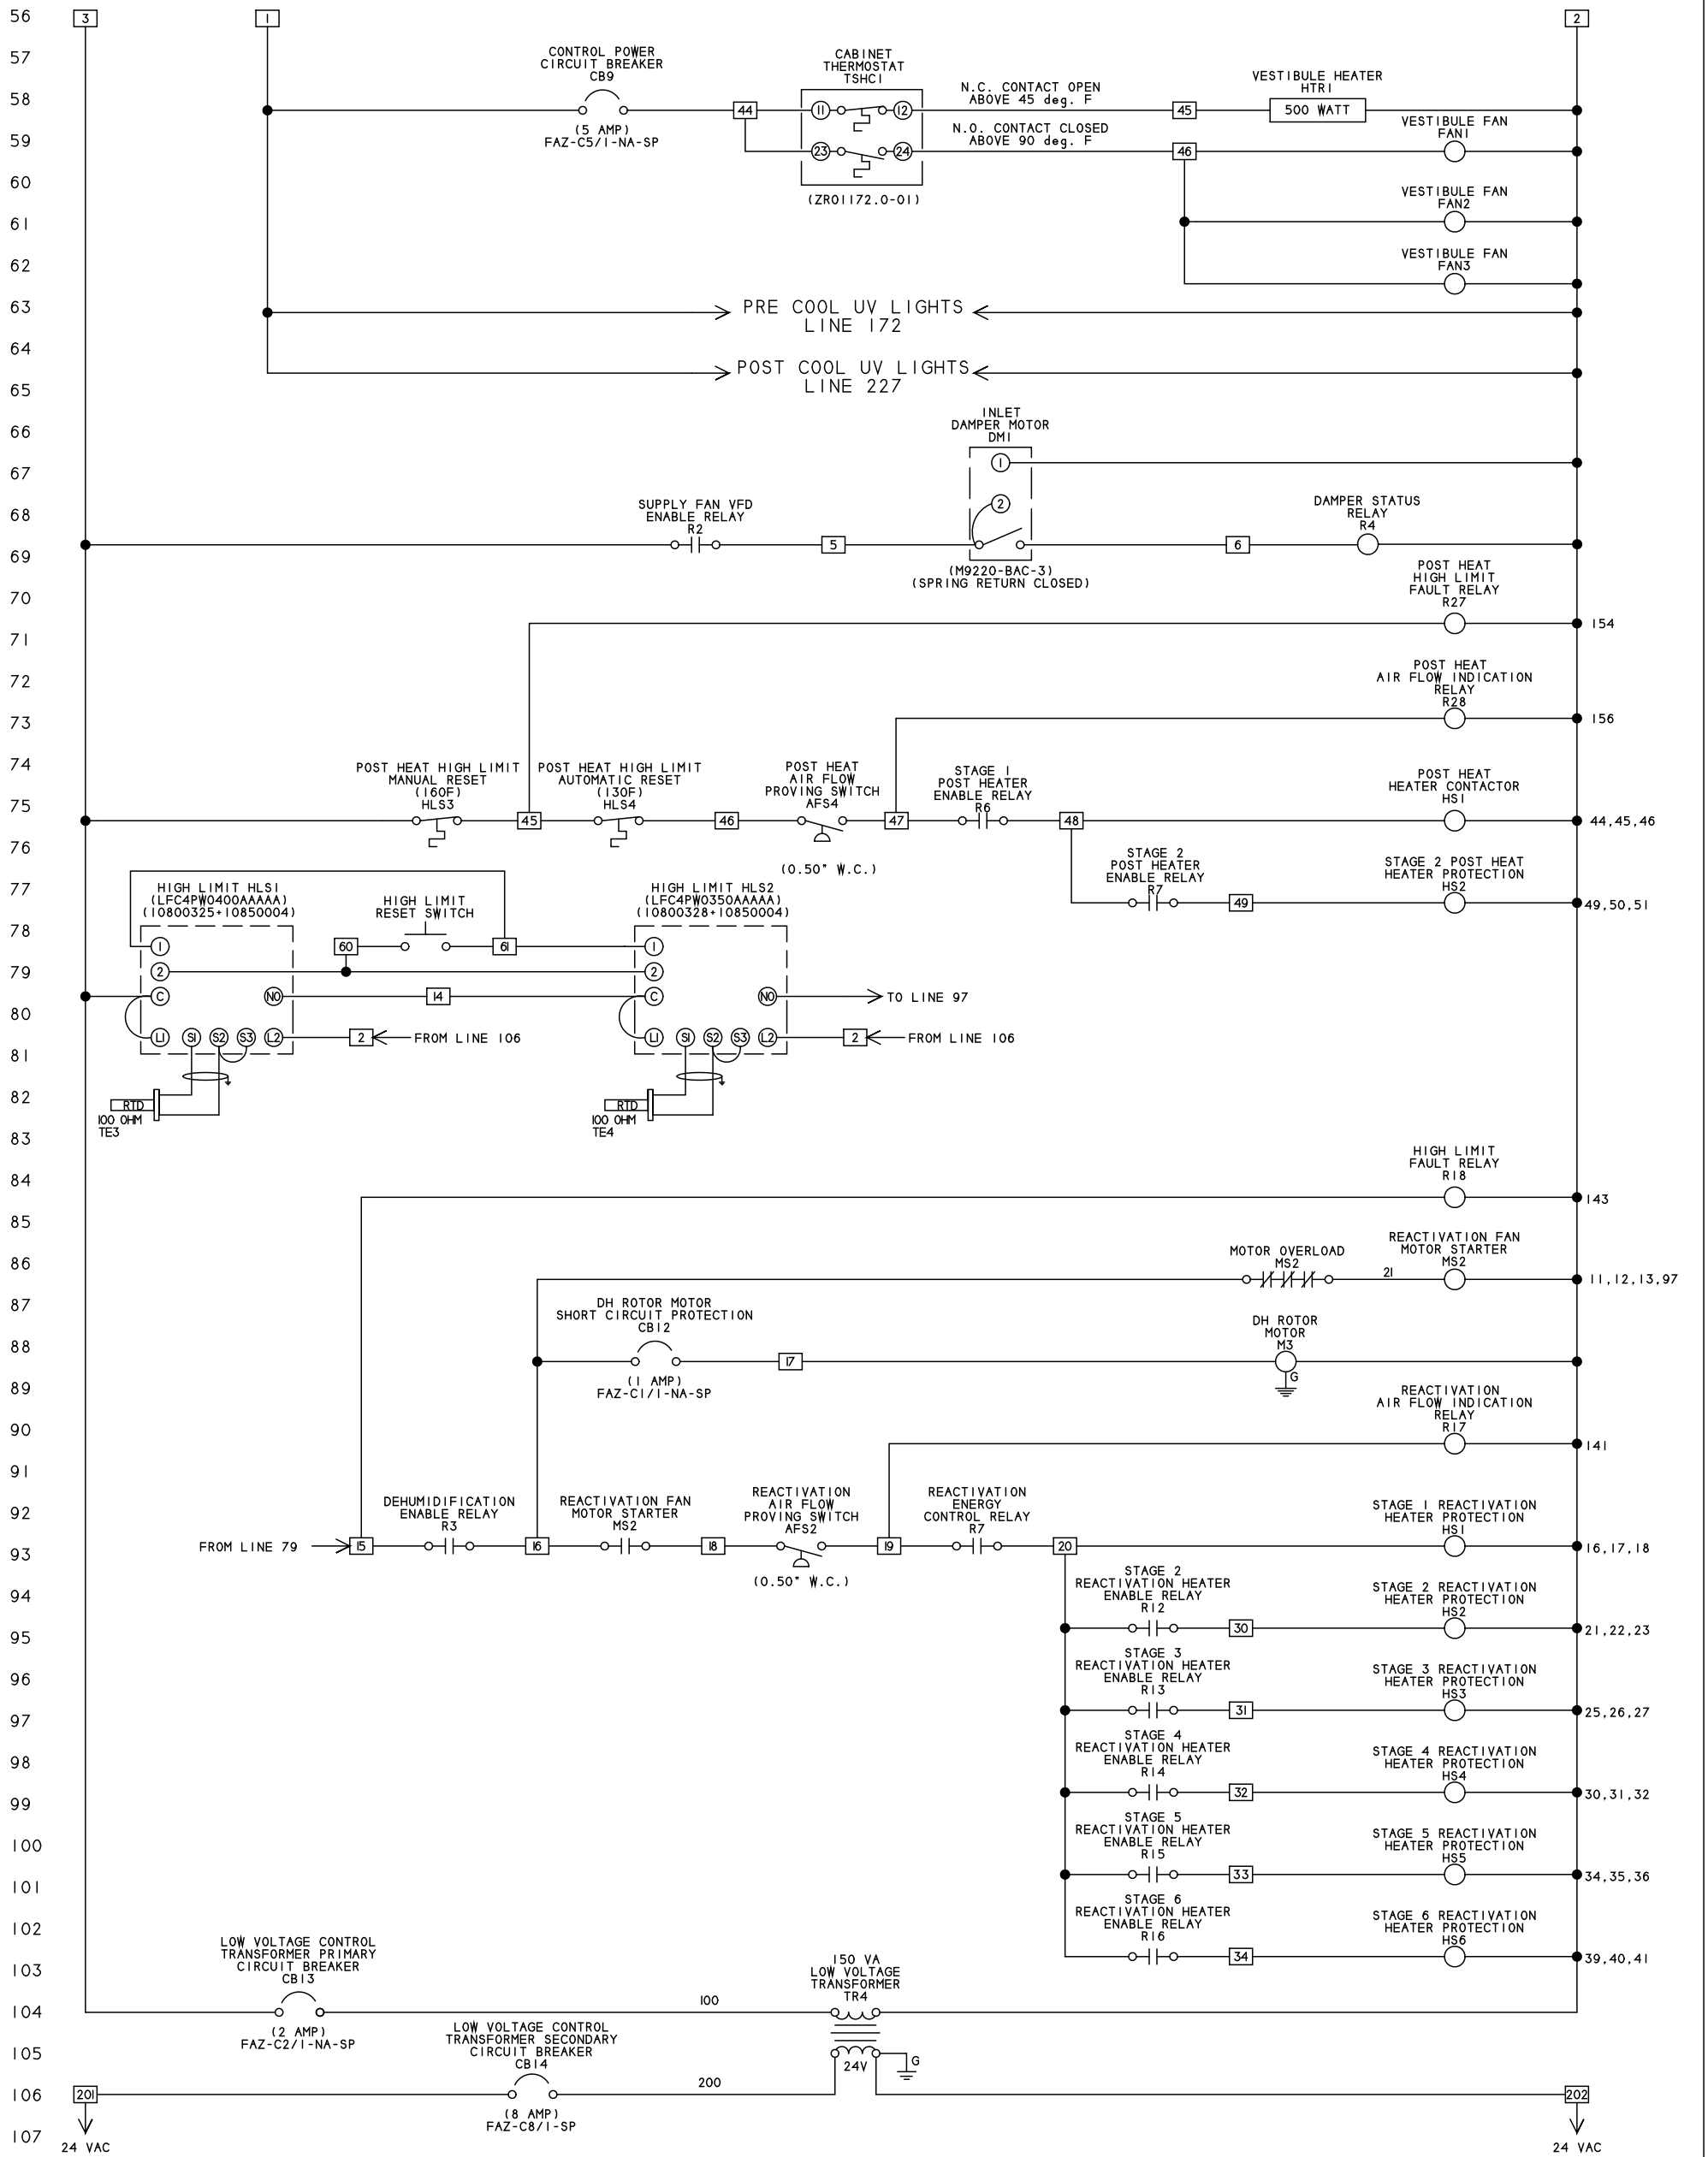 56
3
1
2
57
CONTROL POWER
CIRCUIT BREAKER
CB9
CABINET
THERMOSTAT
TSHC1
58
N.C. CONTACT OPEN
ABOVE 45 deg. F
VESTIBULE HEATER
HTR1
44
11
12
45
500 WATT
(5 AMP)
FAZ-C5/1-NA-SP
59
N.O. CONTACT CLOSED
ABOVE 90 deg. F
VESTIBULE FAN
FAN1
23
24
46
60
(ZR01172.0-01)
VESTIBULE FAN
FAN2
61
62
VESTIBULE FAN
FAN3
63
PRE COOL UV LIGHTS
LINE 172
64
POST COOL UV LIGHTS
LINE 227
65
66
INLET
DAMPER MOTOR
DM1
67
1
2
68
SUPPLY FAN VFD
ENABLE RELAY
R2
DAMPER STATUS
RELAY
R4
5
6
69
(M9220-BAC-3)
(SPRING RETURN CLOSED)
POST HEAT
HIGH LIMIT
FAULT RELAY
R27
70
71
154
72
POST HEAT
AIR FLOW INDICATION
RELAY
R28
73
156
74
POST HEAT HIGH LIMIT
MANUAL RESET
(160F)
HLS3
POST HEAT HIGH LIMIT
AUTOMATIC RESET
(130F)
HLS4
POST HEAT
AIR FLOW
PROVING SWITCH
AFS4
STAGE 1
POST HEATER
ENABLE RELAY
R6
POST HEAT
HEATER CONTACTOR
HS1
75
45
46
47
48
44,45,46
76
(0.50" W.C.)
STAGE 2
POST HEATER
ENABLE RELAY
R7
STAGE 2 POST HEAT
HEATER PROTECTION
HS2
77
49
49,50,51
HIGH LIMIT HLS1
(LFC4PW0400AAAAA)
(10800325+10850004)
HIGH LIMIT
RESET SWITCH
HIGH LIMIT HLS2
(LFC4PW0350AAAAA)
(10800328+10850004)
78
1
60
61
1
79
2
2
C
NO
14
C
NO
TO LINE 97
80
L1
S1
S2
S3
L2
2
FROM LINE 106
L1
S1
S2
S3
L2
2
FROM LINE 106
81
82
RTD
100 OHM
TE3
RTD
100 OHM
TE4
83
84
HIGH LIMIT
FAULT RELAY
R18
143
85
86
MOTOR OVERLOAD
MS2
REACTIVATION FAN
MOTOR STARTER
MS2
21
11,12,13,97
87
DH ROTOR MOTOR
SHORT CIRCUIT PROTECTION
CB12
88
DH ROTOR
MOTOR
M3
17
G
(1 AMP)
FAZ-C1/1-NA-SP
89
REACTIVATION
AIR FLOW INDICATION
RELAY
R17
90
141
91
92
DEHUMIDIFICATION
ENABLE RELAY
R3
REACTIVATION FAN
MOTOR STARTER
MS2
REACTIVATION
AIR FLOW
PROVING SWITCH
AFS2
REACTIVATION
ENERGY
CONTROL RELAY
R7
STAGE 1 REACTIVATION
HEATER PROTECTION
HS1
93
FROM LINE 79
15
16
18
19
20
16,17,18
(0.50" W.C.)
94
STAGE 2
REACTIVATION HEATER
ENABLE RELAY
R12
STAGE 2 REACTIVATION
HEATER PROTECTION
HS2
95
30
21,22,23
96
STAGE 3
REACTIVATION HEATER
ENABLE RELAY
R13
STAGE 3 REACTIVATION
HEATER PROTECTION
HS3
97
31
25,26,27
98
STAGE 4
REACTIVATION HEATER
ENABLE RELAY
R14
STAGE 4 REACTIVATION
HEATER PROTECTION
HS4
99
32
30,31,32
100
STAGE 5
REACTIVATION HEATER
ENABLE RELAY
R15
STAGE 5 REACTIVATION
HEATER PROTECTION
HS5
101
33
34,35,36
102
STAGE 6
REACTIVATION HEATER
ENABLE RELAY
R16
STAGE 6 REACTIVATION
HEATER PROTECTION
HS6
103
34
39,40,41
LOW VOLTAGE CONTROL
TRANSFORMER PRIMARY
CIRCUIT BREAKER
CB13
150 VA
LOW VOLTAGE
TRANSFORMER
TR4
104
100
(2 AMP)
FAZ-C2/1-NA-SP
105
LOW VOLTAGE CONTROL
TRANSFORMER SECONDARY
CIRCUIT BREAKER
CB14
24V
G
106
201
200
202
(8 AMP)
FAZ-C8/1-SP
107
24 VAC
24 VAC